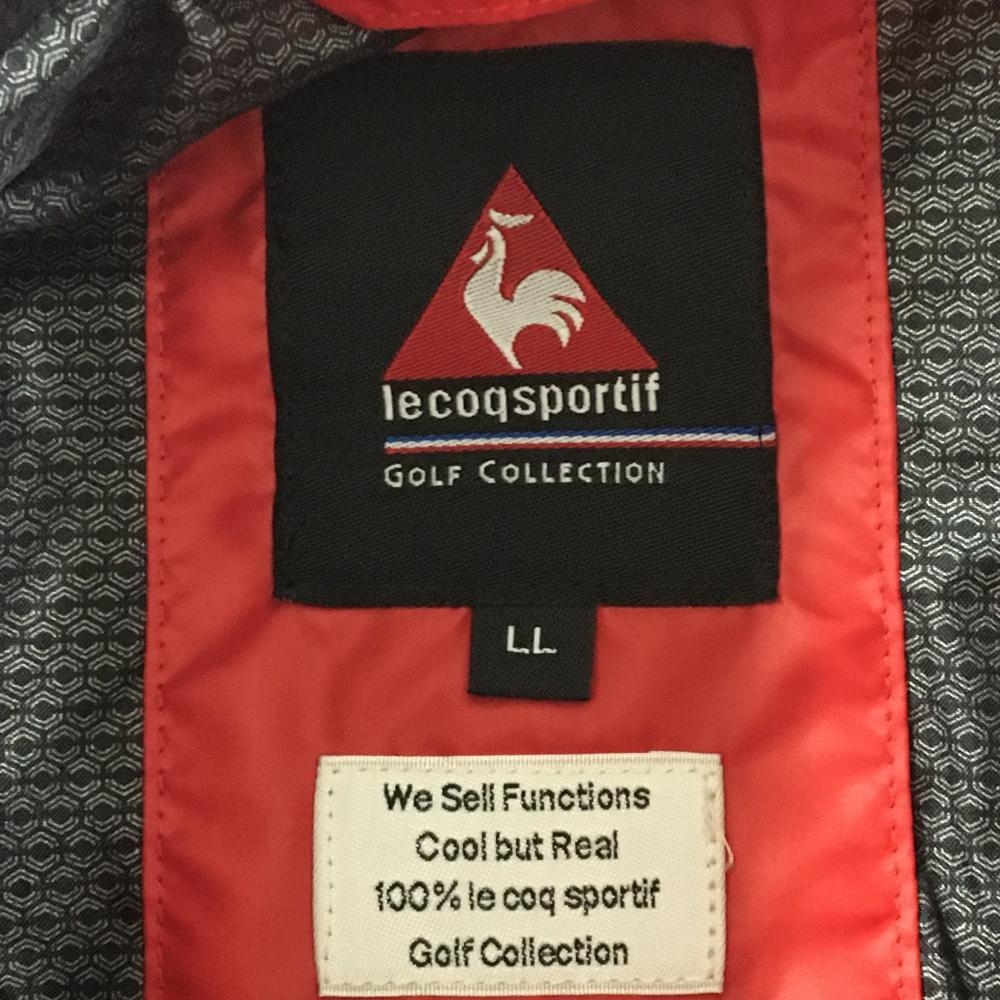 lecoqsportif
GOLF COLLECTION
LL
We Sell Functions
Cool but Real
100% le coq sportif
Golf Collection